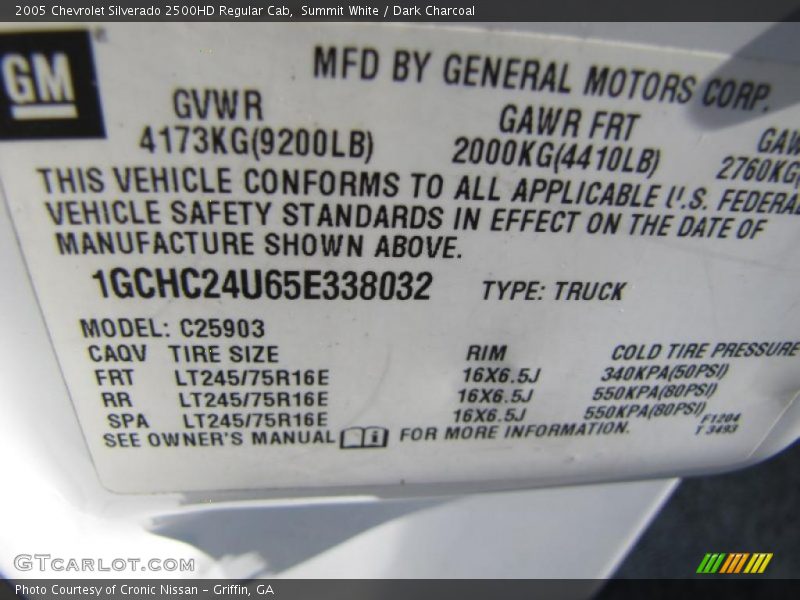 2005 Chevrolet Silverado 2500HD Regular Cab, Summit White / Dark Charcoal
GM
MFD BY GENERAL MOTORS CORP.
GVWR GAWR FRT
4173KG(9200LB) 2000KG(4410LB) 2760KG(
THIS VEHICLE CONFORMS TO ALL APPLICABLE U.S. FEDERAL
VEHICLE SAFETY STANDARDS IN EFFECT ON THE DATE OF
MANUFACTURE SHOWN ABOVE.
1GCHC24U65E338032 TYPE: TRUCK
MODEL: C25903
CAQV TIRE SIZE RIM COLD TIRE PRESSURE
FRT LT245/75R16E 16X6.5J 340KPA(50PSI)
RR LT245/75R16E 16X6.5J 550KPA(80PSI)
SPA LT245/75R16E 16X6.5J 550KPA(80PSI)
SEE OWNER'S MANUAL FOR MORE INFORMATION.
F1204
T3493
GTCARLOT.COM
Photo Courtesy of Cronic Nissan – Griffin, GA